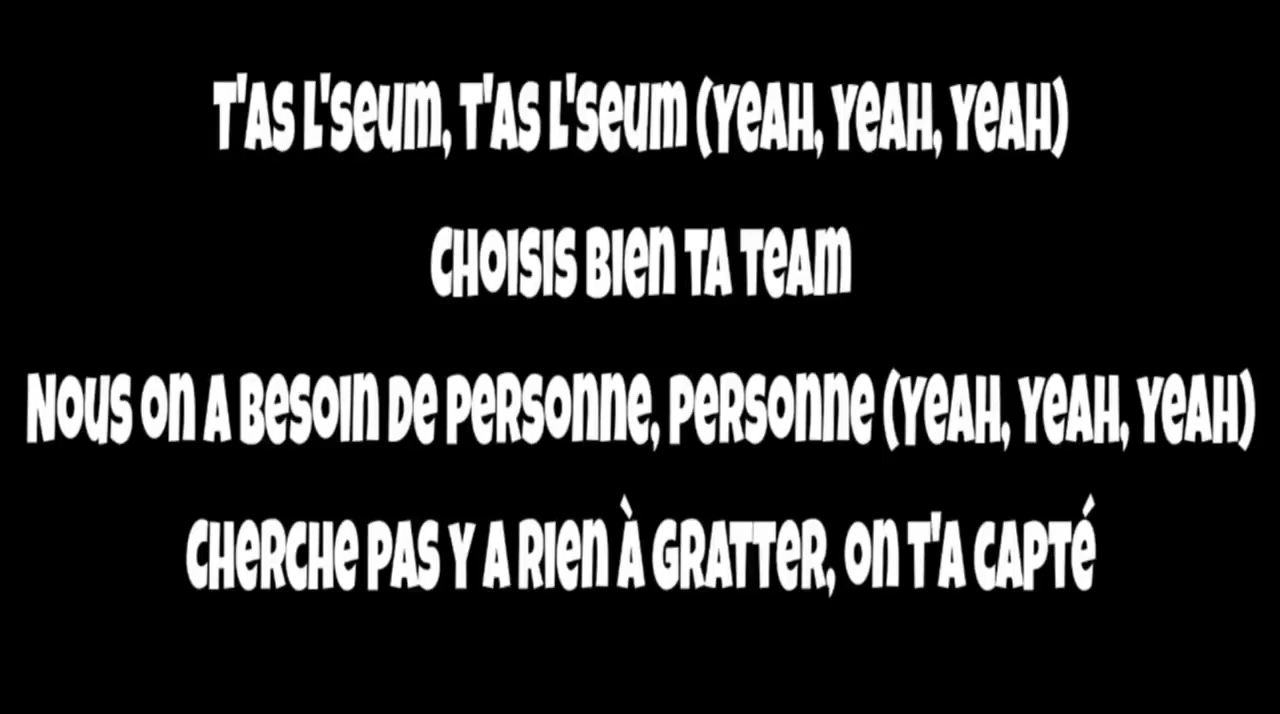 T'as l'seum, t'as l'seum (yeah, yeah, yeah)
Choisis bien ta team
Nous on a besoin de personne, personne (yeah, yeah, yeah)
Cherche pas y a rien à gratter, on t'a capté